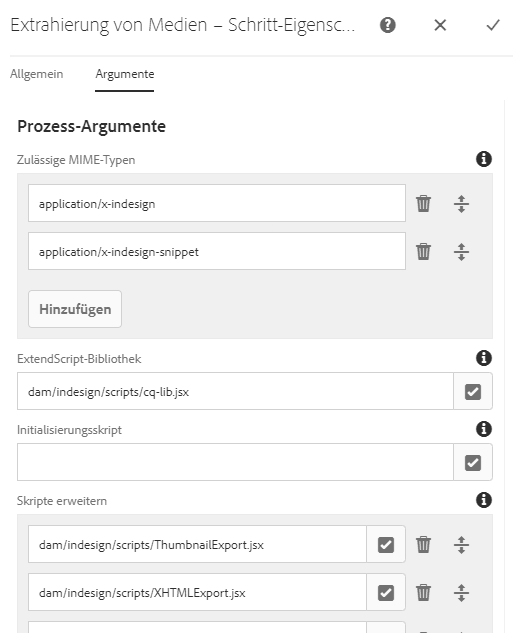 Extrahierung von Medien – Schritt-Eigensc...
Allgemein
Argumente
Prozess-Argumente
Zulässige MIME-Typen
application/x-indesign
application/x-indesign-snippet
Hinzufügen
ExtendScript-Bibliothek
dam/indesign/scripts/cq-lib.jsx
Initialisierungsskript
Skripte erweitern
dam/indesign/scripts/ThumbnailExport.jsx
dam/indesign/scripts/XHTMLExport.jsx